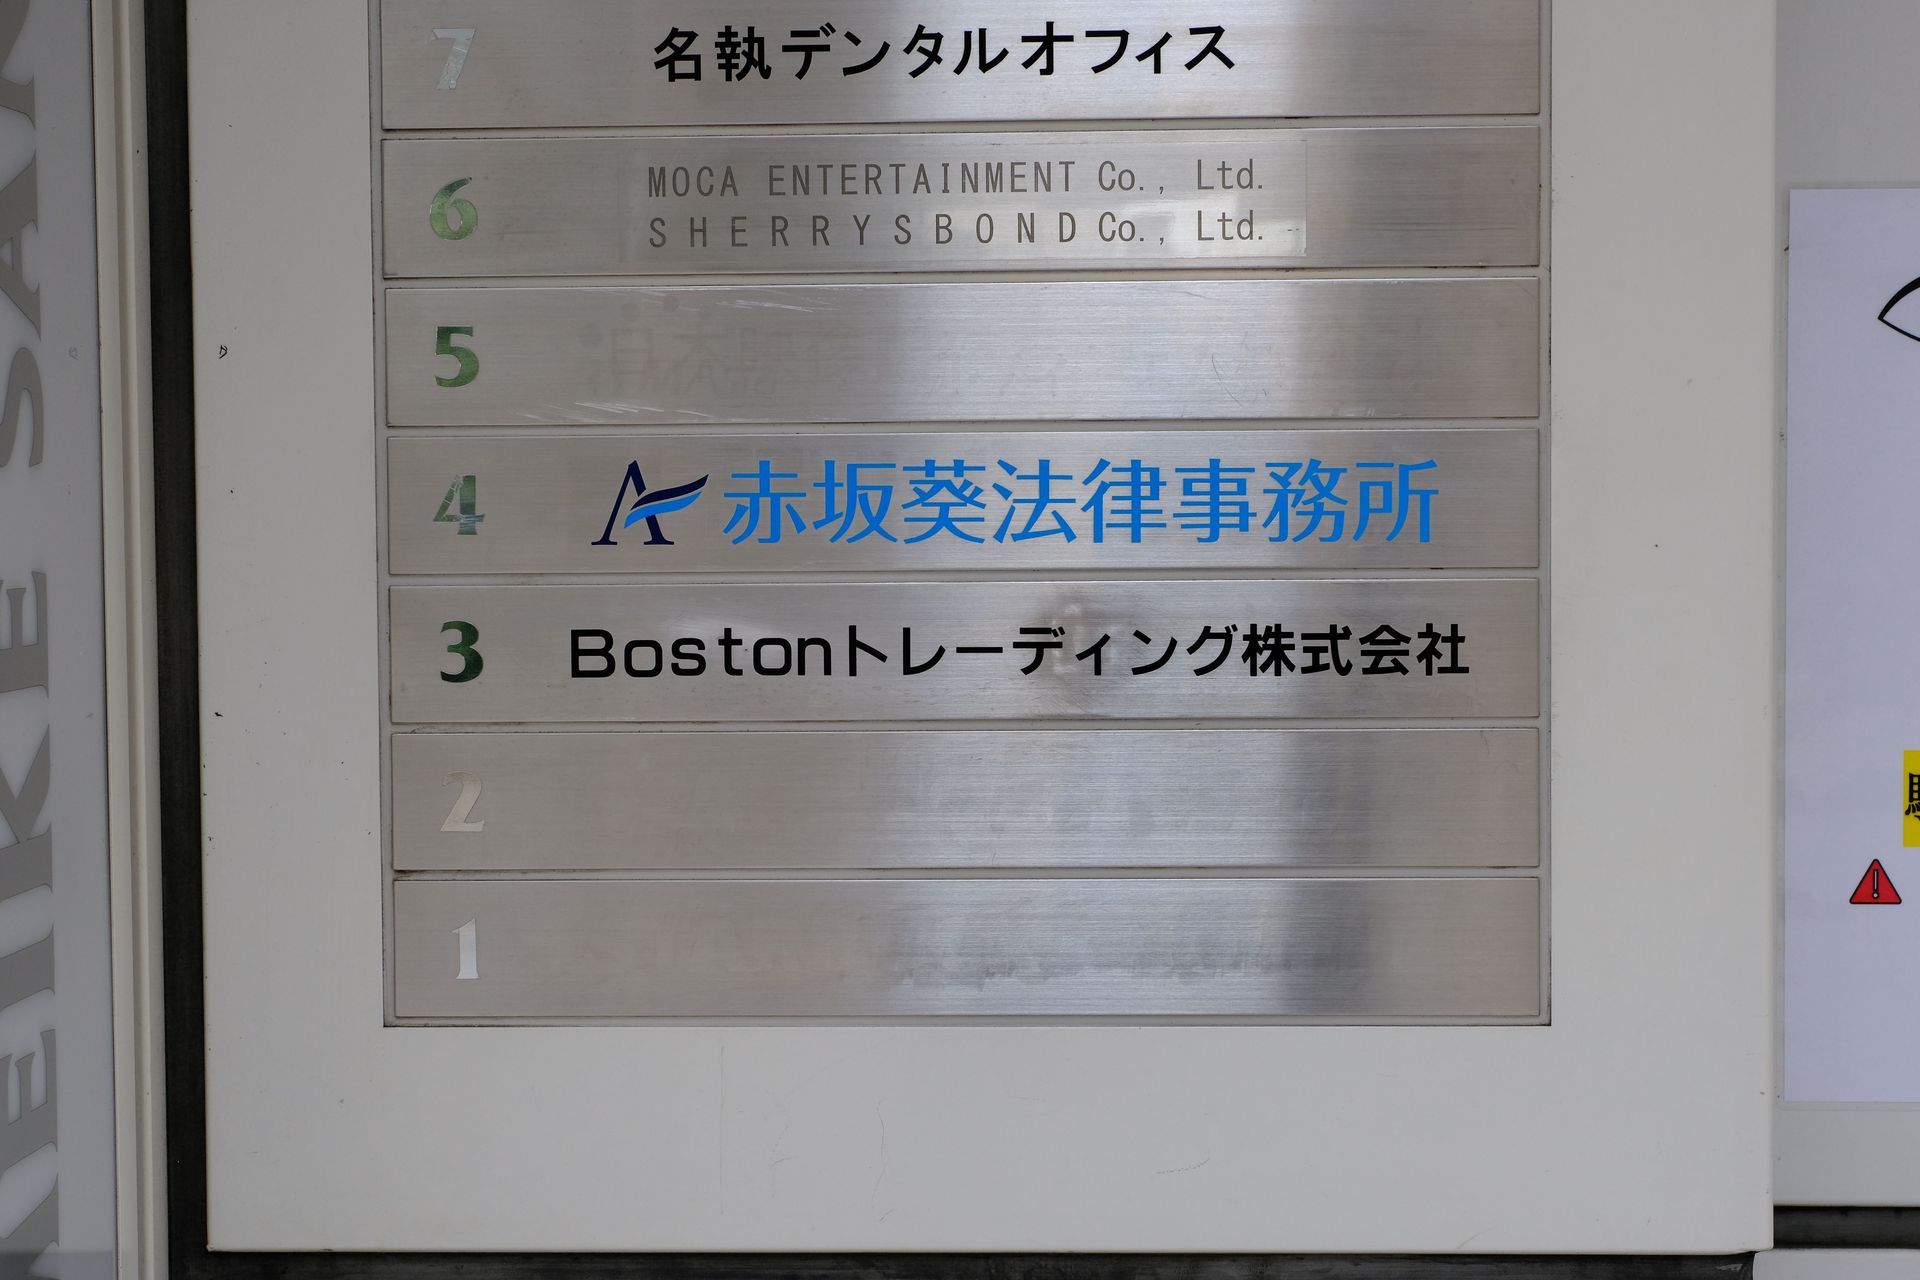 7 名執デンタルオフィス
6 MOCA ENTERTAINMENT Co., Ltd.
SHERRYSBOND Co., Ltd.
5
4 赤坂葵法律事務所
3 Bostonトレーディング株式会社
2
1